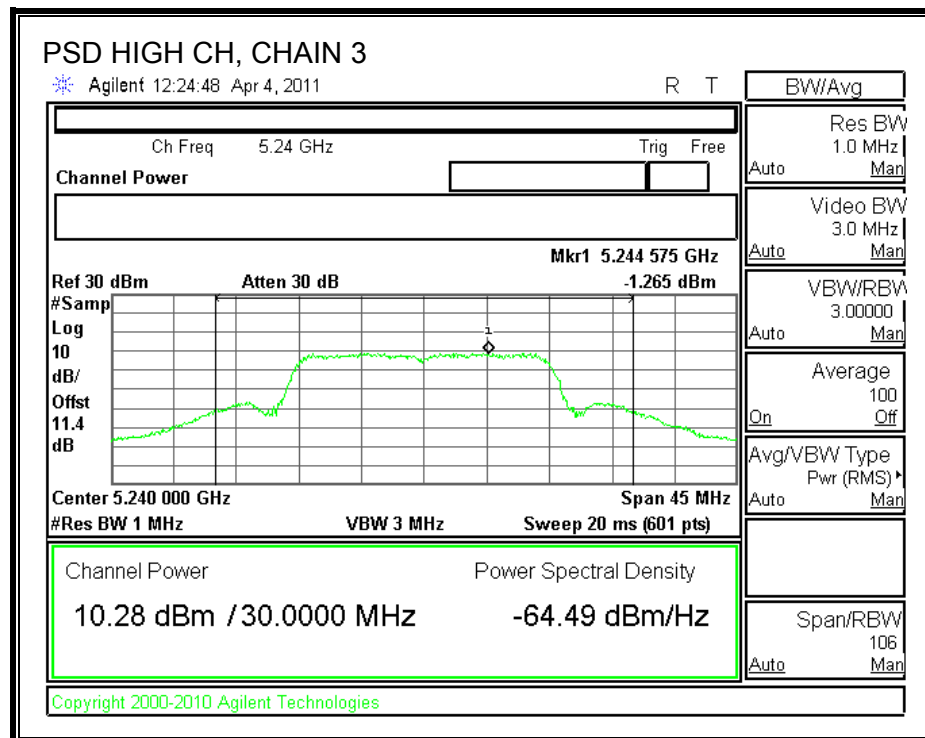 PSD HIGH CH, CHAIN 3
Agilent 12:24:48 Apr 4, 2011 R T
BW/Avg
Ch Freq 5.24 GHz Trig Free
Channel Power
Res BW
1.0 MHz
Auto Man
Video BW
3.0 MHz
Auto Man
Mkr1 5.244 575 GHz
Ref 30 dBm Atten 30 dB -1.265 dBm
#Samp
Log
10
dB/
Offst
11.4
dB
1
VBW/RBW
3.00000
Auto Man
Average
100
On Off
Avg/VBW Type
Pwr (RMS)
Auto Man
Center 5.240 000 GHz Span 45 MHz
#Res BW 1 MHz VBW 3 MHz Sweep 20 ms (601 pts)
Channel Power Power Spectral Density
10.28 dBm / 30.0000 MHz -64.49 dBm/Hz
Span/RBW
106
Auto Man
Copyright 2000-2010 Agilent Technologies